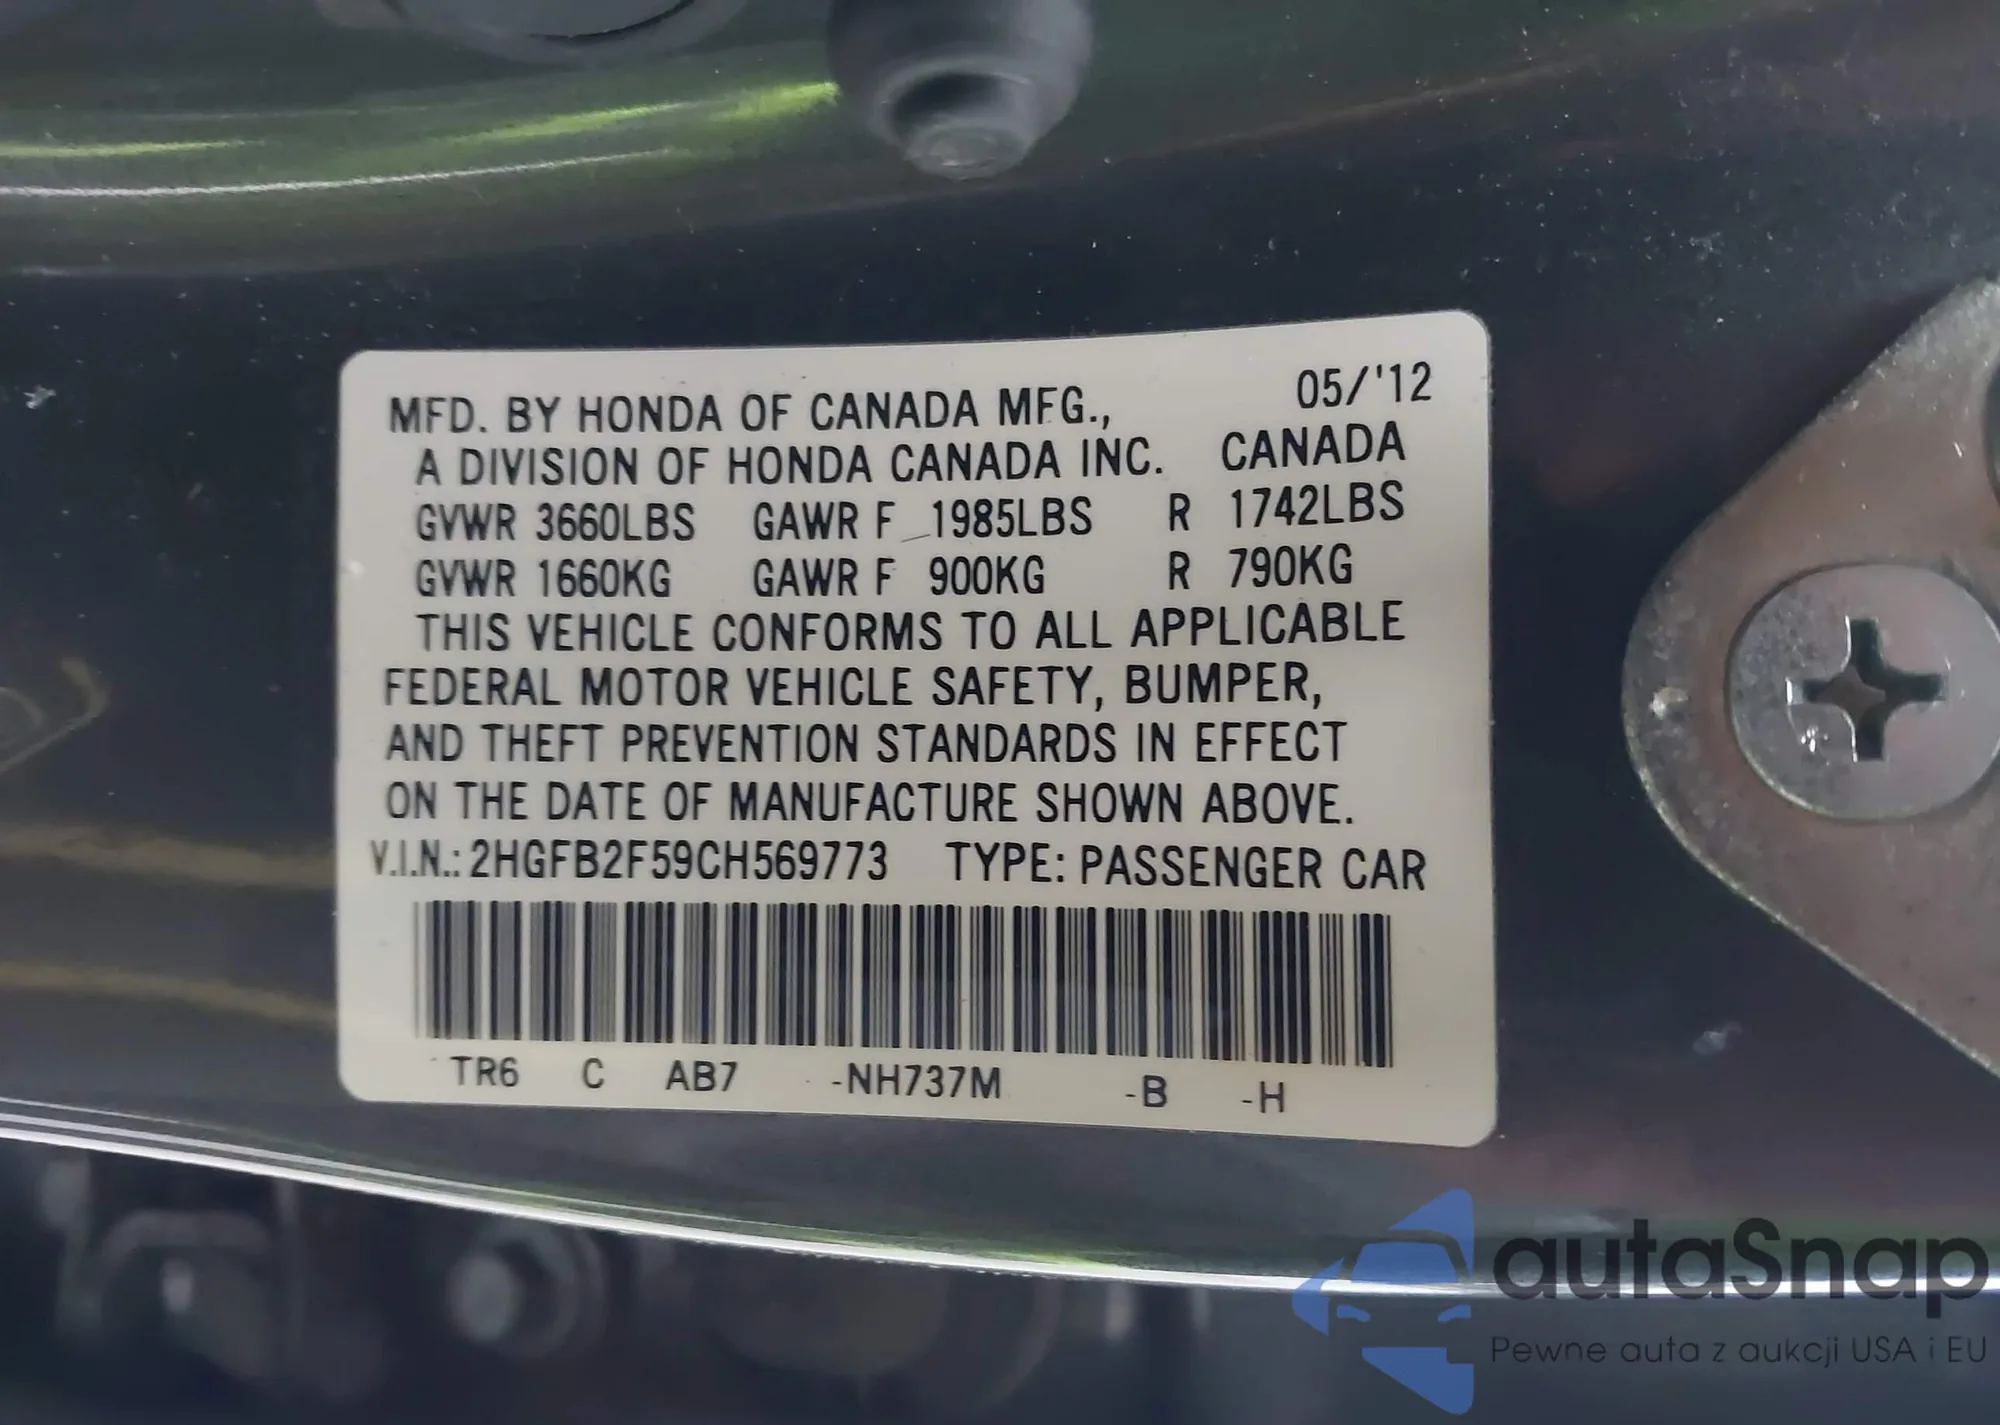 MFD. BY HONDA OF CANADA MFG., 05/'12
A DIVISION OF HONDA CANADA INC. CANADA
GVWR 3660LBS GAWR F 1985LBS R 1742LBS
GVWR 1660KG GAWR F 900KG R 790KG
THIS VEHICLE CONFORMS TO ALL APPLICABLE
FEDERAL MOTOR VEHICLE SAFETY, BUMPER,
AND THEFT PREVENTION STANDARDS IN EFFECT
ON THE DATE OF MANUFACTURE SHOWN ABOVE.
V.I.N.: 2HGFB2F59CH569773 TYPE: PASSENGER CAR
TR6 C AB7 -NH737M -B -H
autaSnap
Pewne auta z aukcji USA i EU